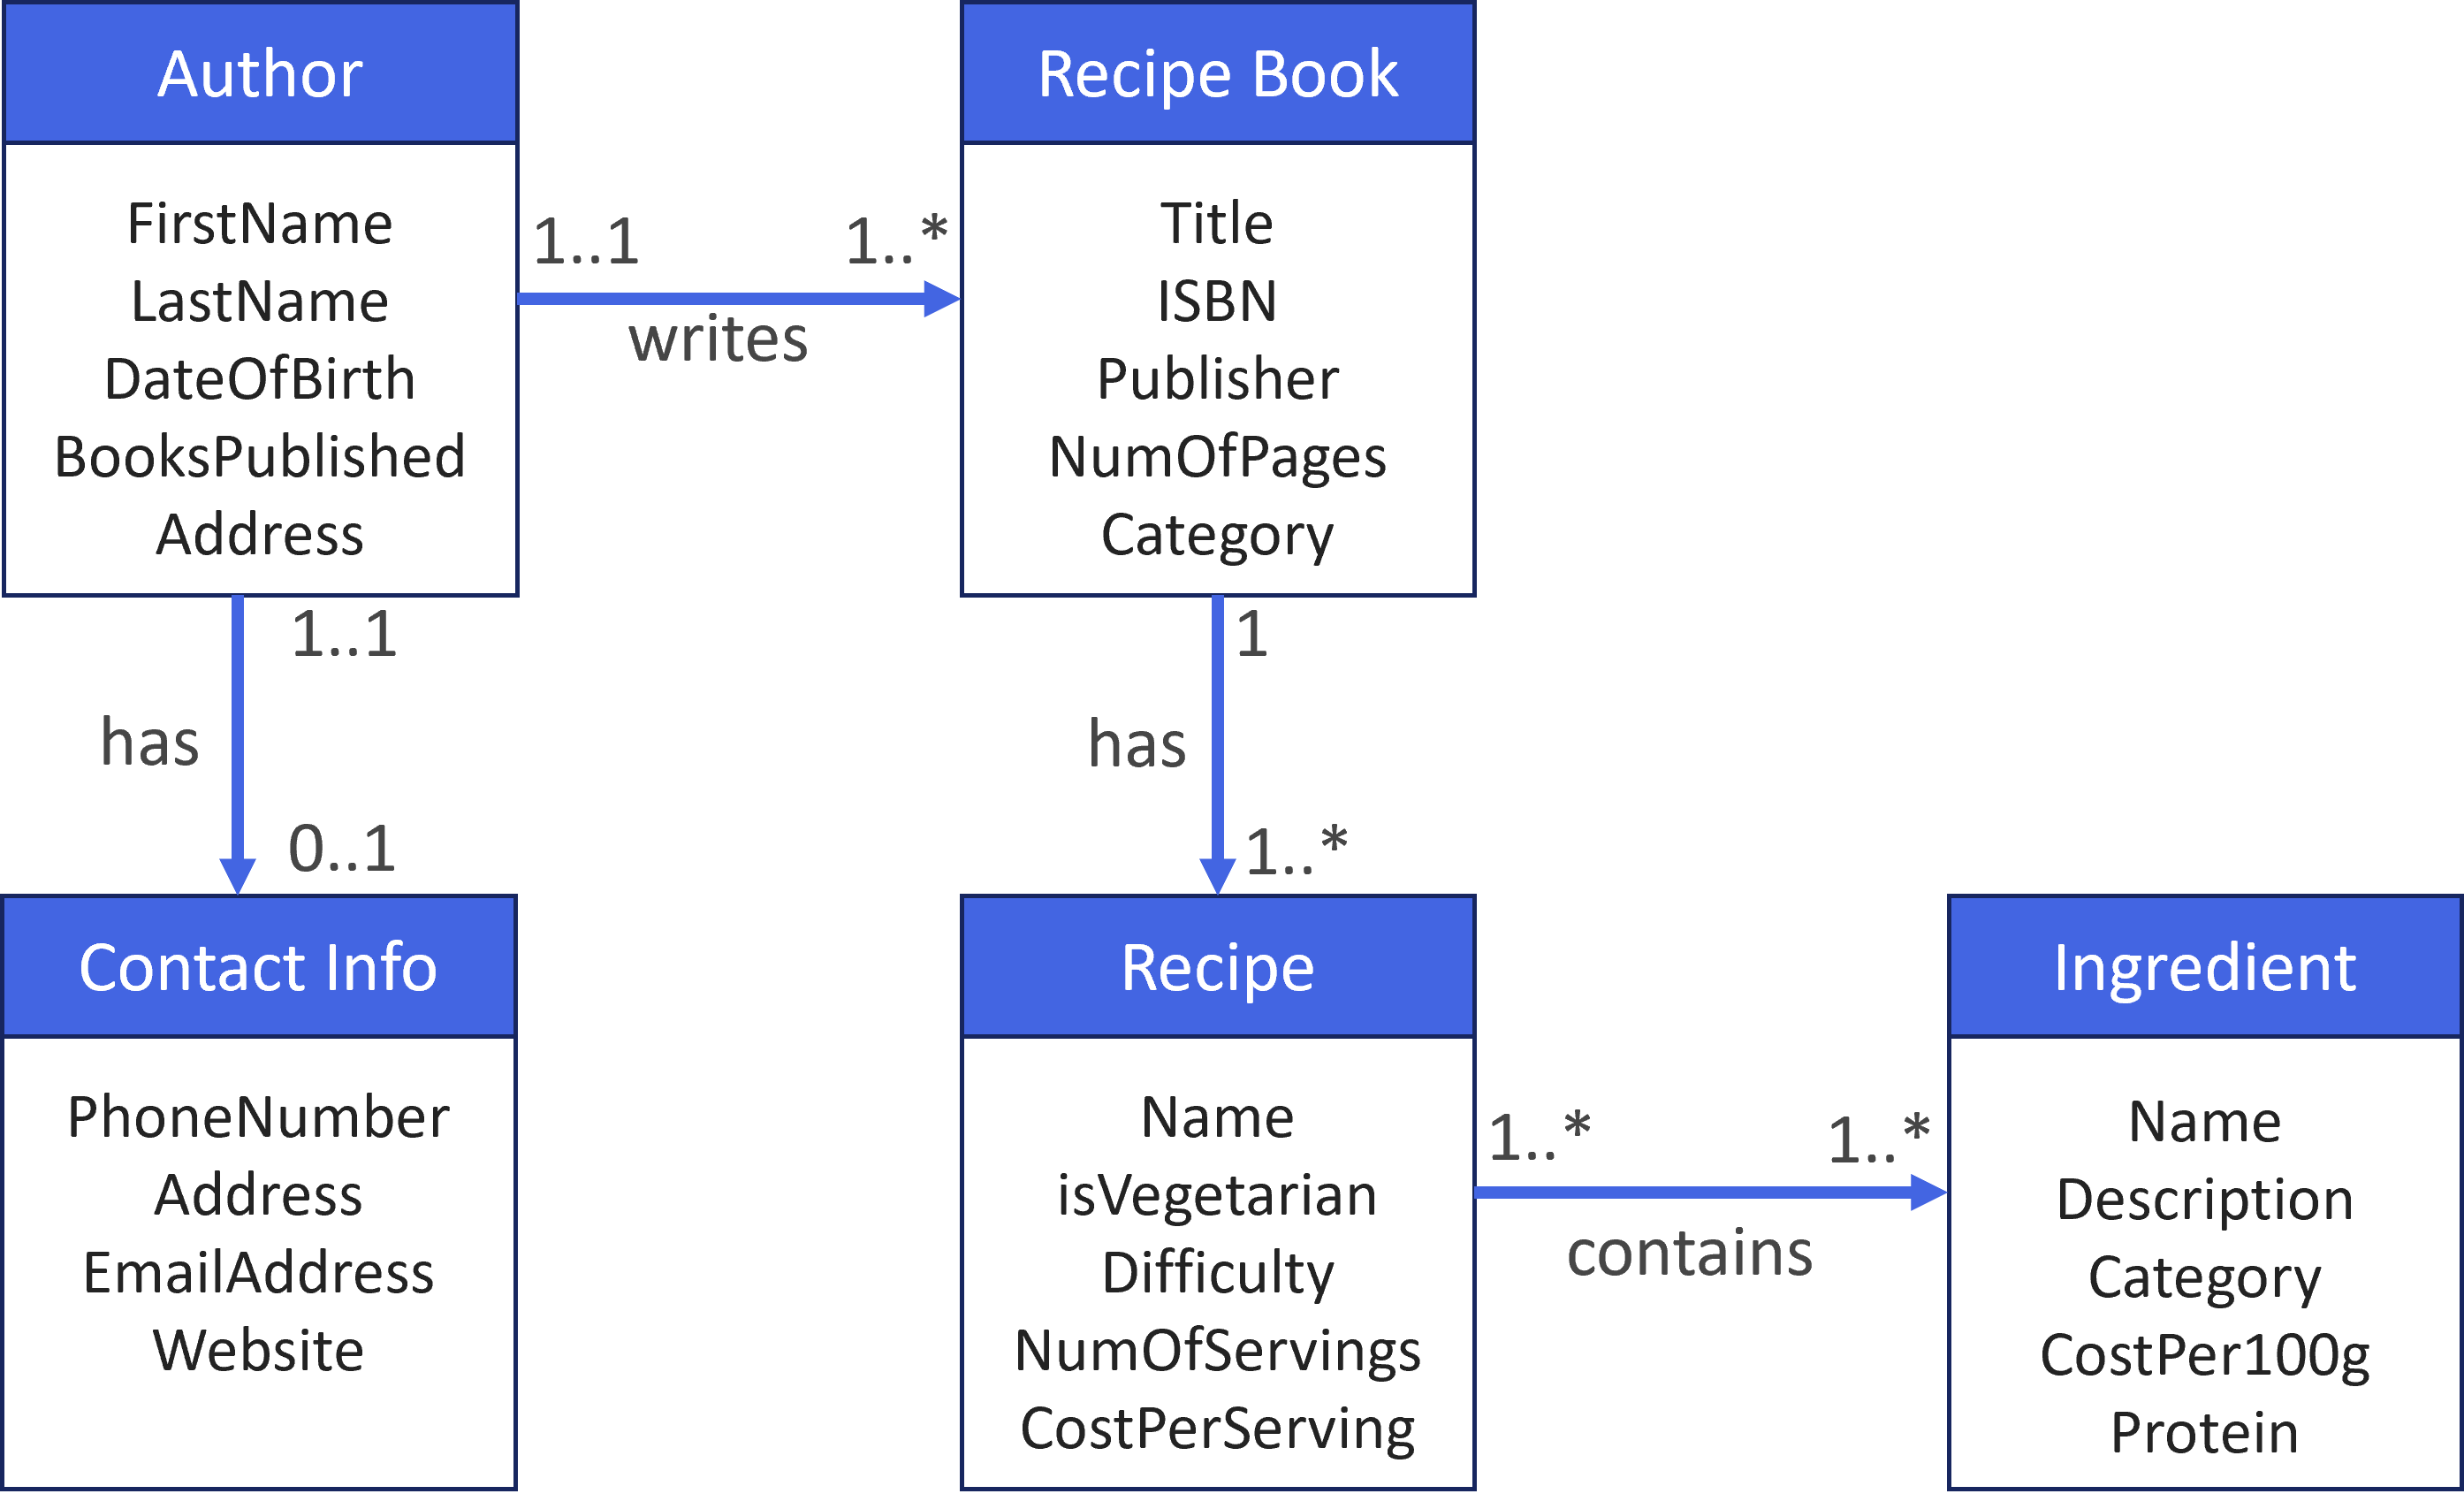 Author
FirstName
LastName
DateOfBirth
BooksPublished
Address
1..1
1..*
writes
Recipe Book
Title
ISBN
Publisher
NumOfPages
Category
1..1
has
0..1
1
has
1..*
Contact Info
PhoneNumber
Address
EmailAddress
Website
Recipe
Name
isVegetarian
Difficulty
NumOfServings
CostPerServing
1..*
1..*
contains
Ingredient
Name
Description
Category
CostPer100g
Protein